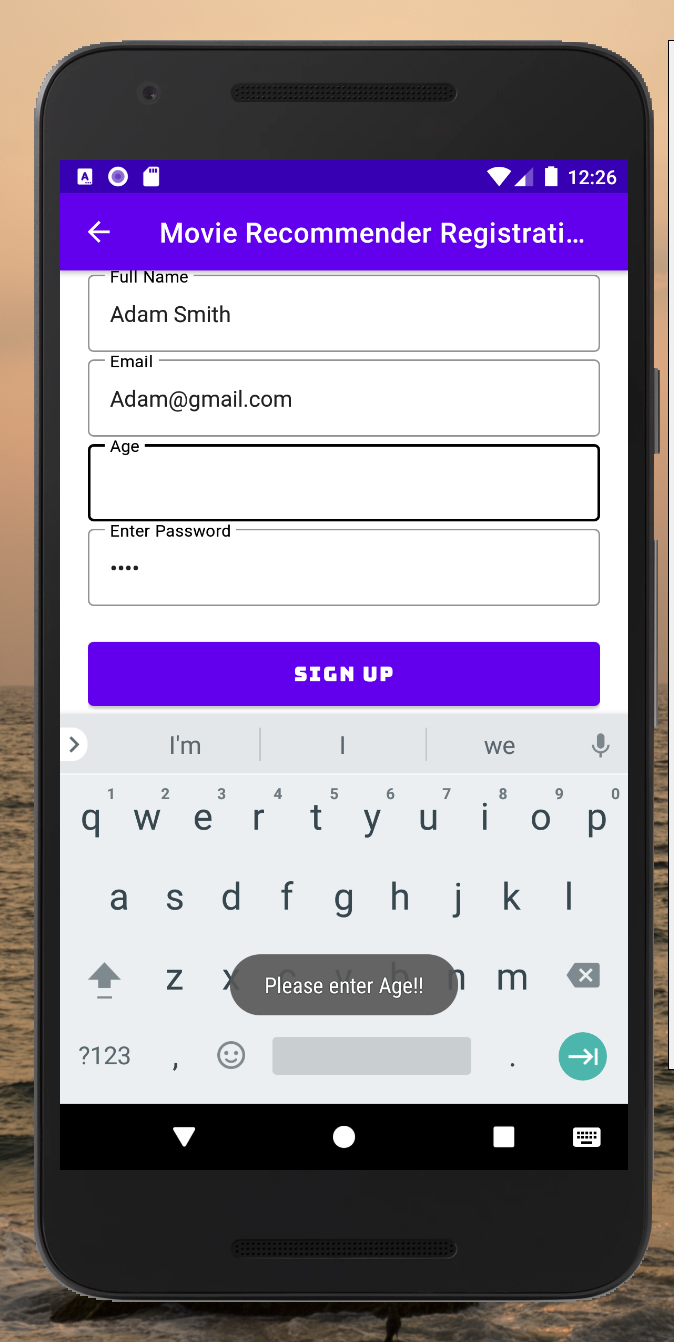 A
12:26
Movie Recommender Registrati...
Full Name
Adam Smith
Email
Adam@gmail.com
Age
Enter Password
••••
SIGN UP
I'm I we
1 2 3 4 5 6 7 8 9 0
q w e r t y u i o p
a s d f g h j k l
z x c v b n m
Please enter Age!!
?123 , .